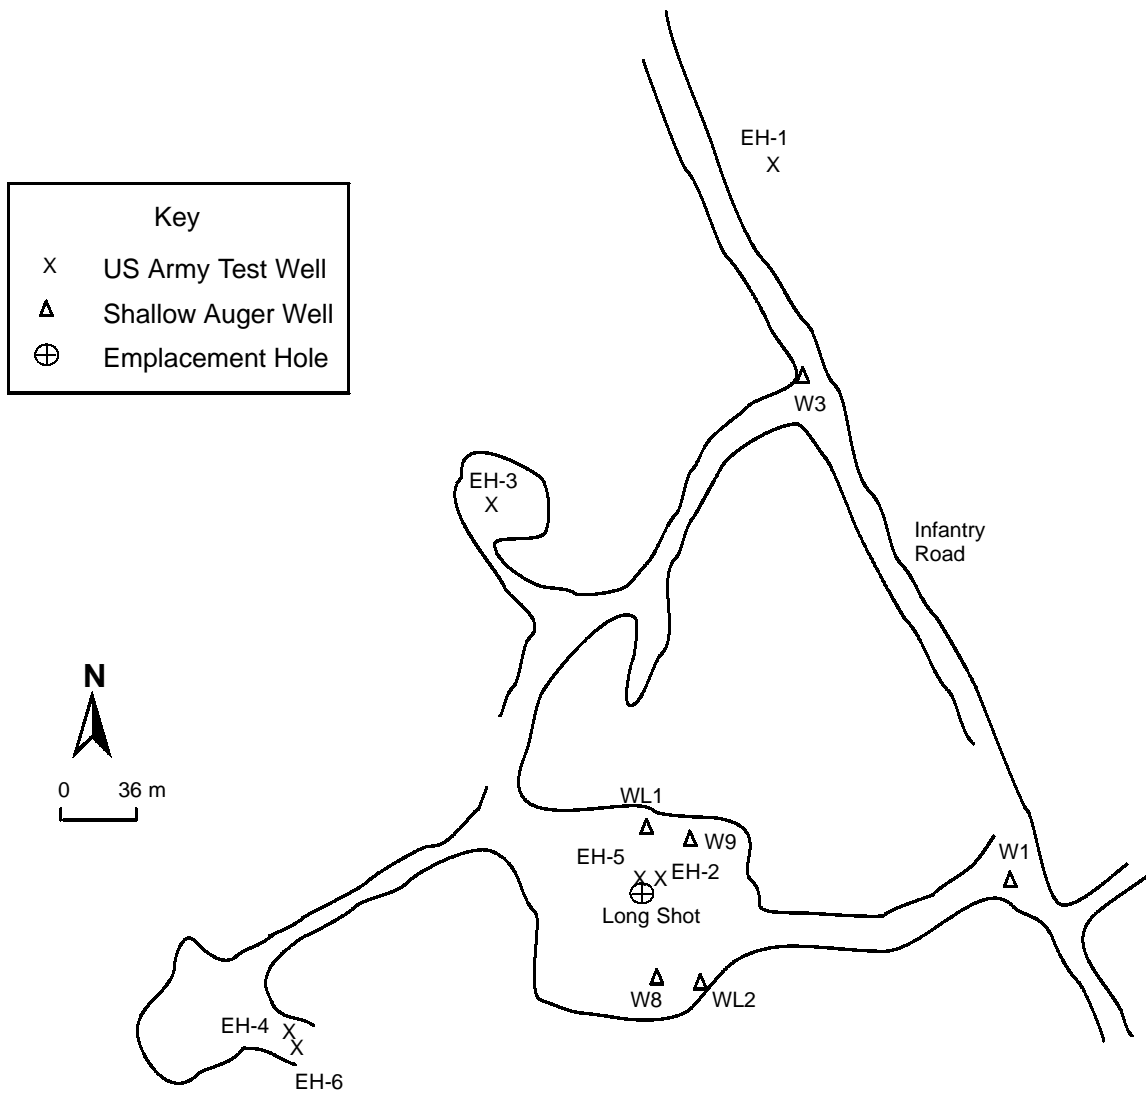 EH-1
Key
X US Army Test Well
Shallow Auger Well
Emplacement Hole
X
W3
EH-3
X
Infantry
Road
N
0 36 m
WL1
W9
W1
EH-5
X X EH-2
Long Shot
W8 WL2
EH-4 X
X
EH-6